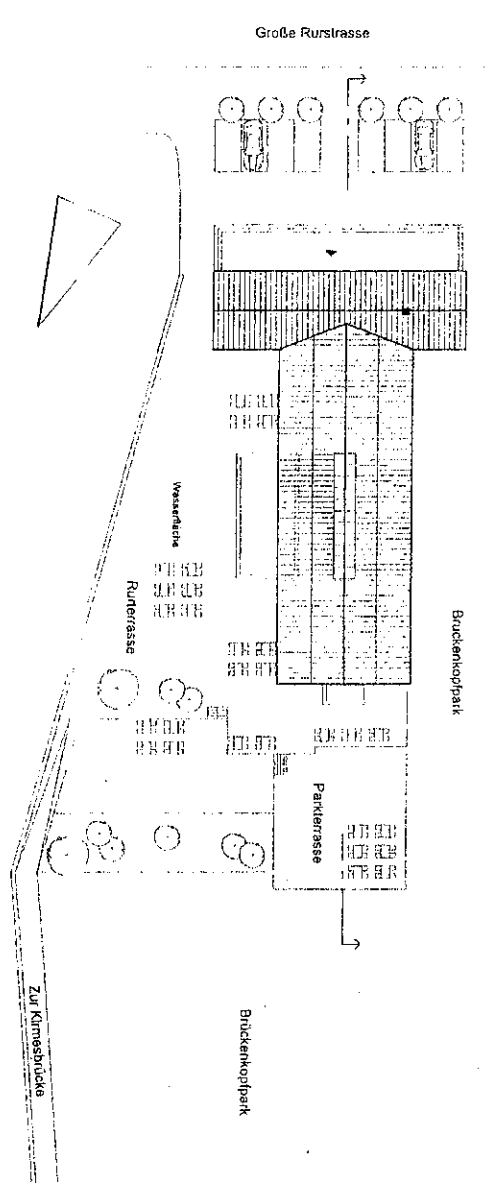 Große Rurstrasse
Wasserfläche
Rurterrasse
Brückenkopfpark
Parkterrasse
Zur Kirmesbrücke
Brückenkopfpark